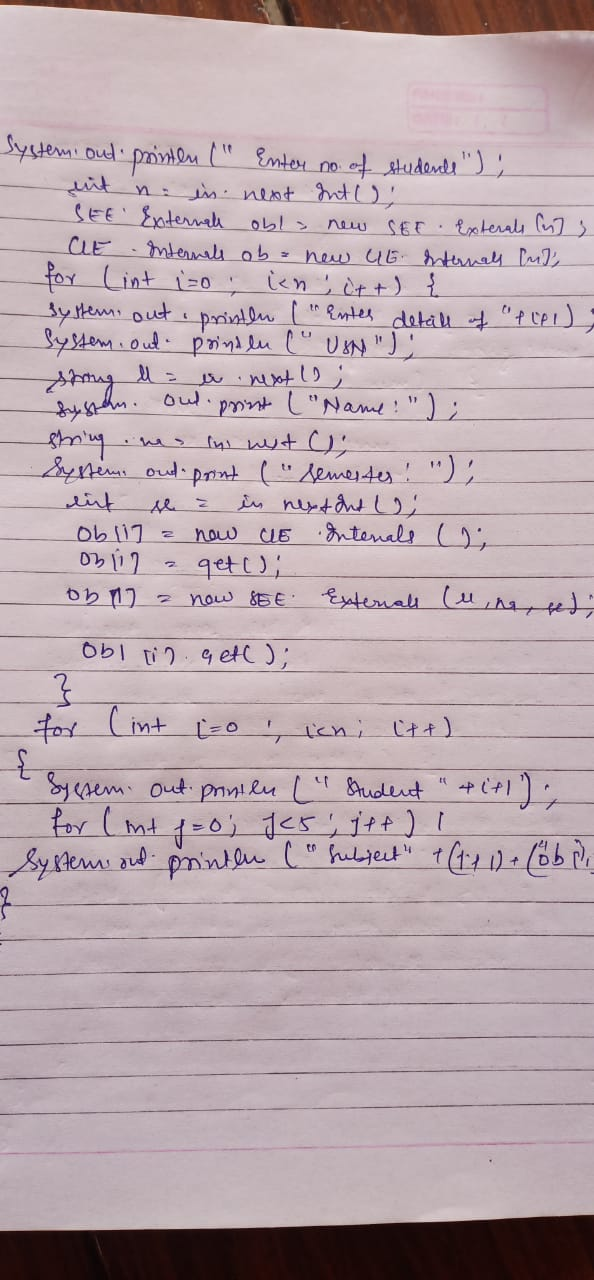 System.out.println (" Enter no. of students");
int n = in. next Int();
SEE. Externals ob1 = new SEE. Externals [n];
CIE . Internals ob = new CIE. Internals [n];
for (int i=0 ; i<n ; i++) {
System. out. println ("Enter details of "+i+1);
System.out. println (" USN");
string u = in . next();
System. out. print ("Name:");
string . na = in. next ();
System. out.print (" Semester: ");
int se = in nextInt();
Ob[i] = new CIE . Intenals ();
Ob[i] = get();
ob [i] = new SEE. Externals (u, na, se);
Ob1 [i]. get();
}
for (int i=0 ; i<n; i++)
{
System. out. println (" Student " +i+1);
for (int j=0; j<5; j++) {
System.out. println (" Subject" + (j+1) + (ob
}